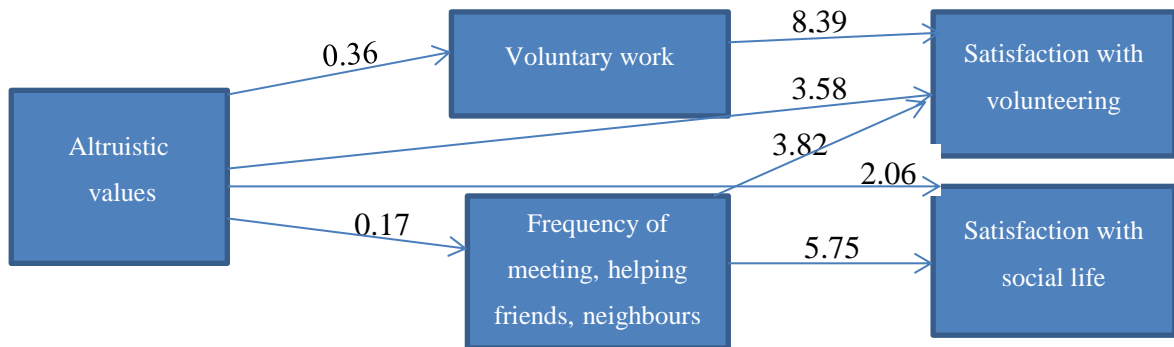 0.36
Voluntary work
8,39
Satisfaction with
volunteering
3.58
Altruistic
values
3.82
2.06
0.17
Frequency of
meeting, helping
friends, neighbours
5.75
Satisfaction with
social life